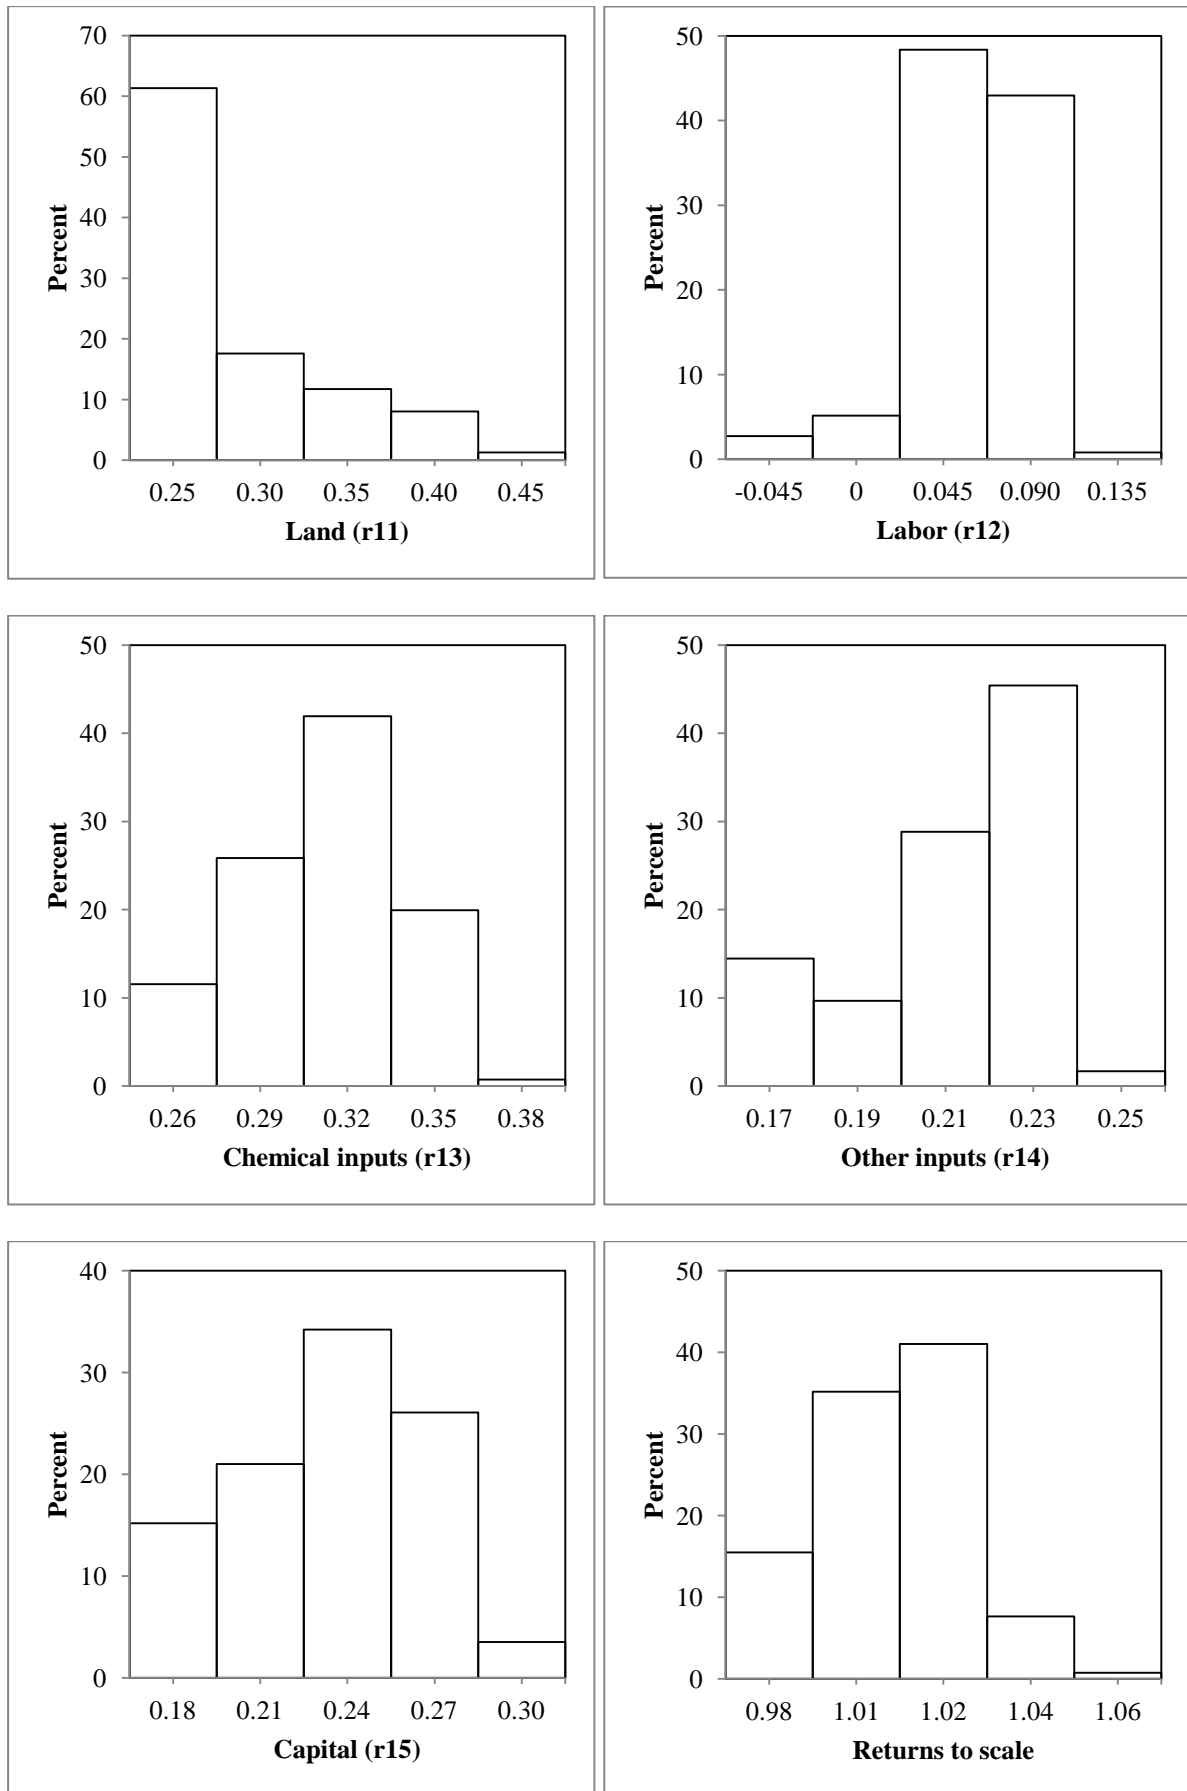 70
60
50
40
30
20
10
0
Percent
0.25 0.30 0.35 0.40 0.45
Land (r11)
50
40
30
20
10
0
Percent
-0.045 0 0.045 0.090 0.135
Labor (r12)
50
40
30
20
10
0
Percent
0.26 0.29 0.32 0.35 0.38
Chemical inputs (r13)
50
40
30
20
10
0
Percent
0.17 0.19 0.21 0.23 0.25
Other inputs (r14)
40
30
20
10
0
Percent
0.18 0.21 0.24 0.27 0.30
Capital (r15)
50
40
30
20
10
0
Percent
0.98 1.01 1.02 1.04 1.06
Returns to scale